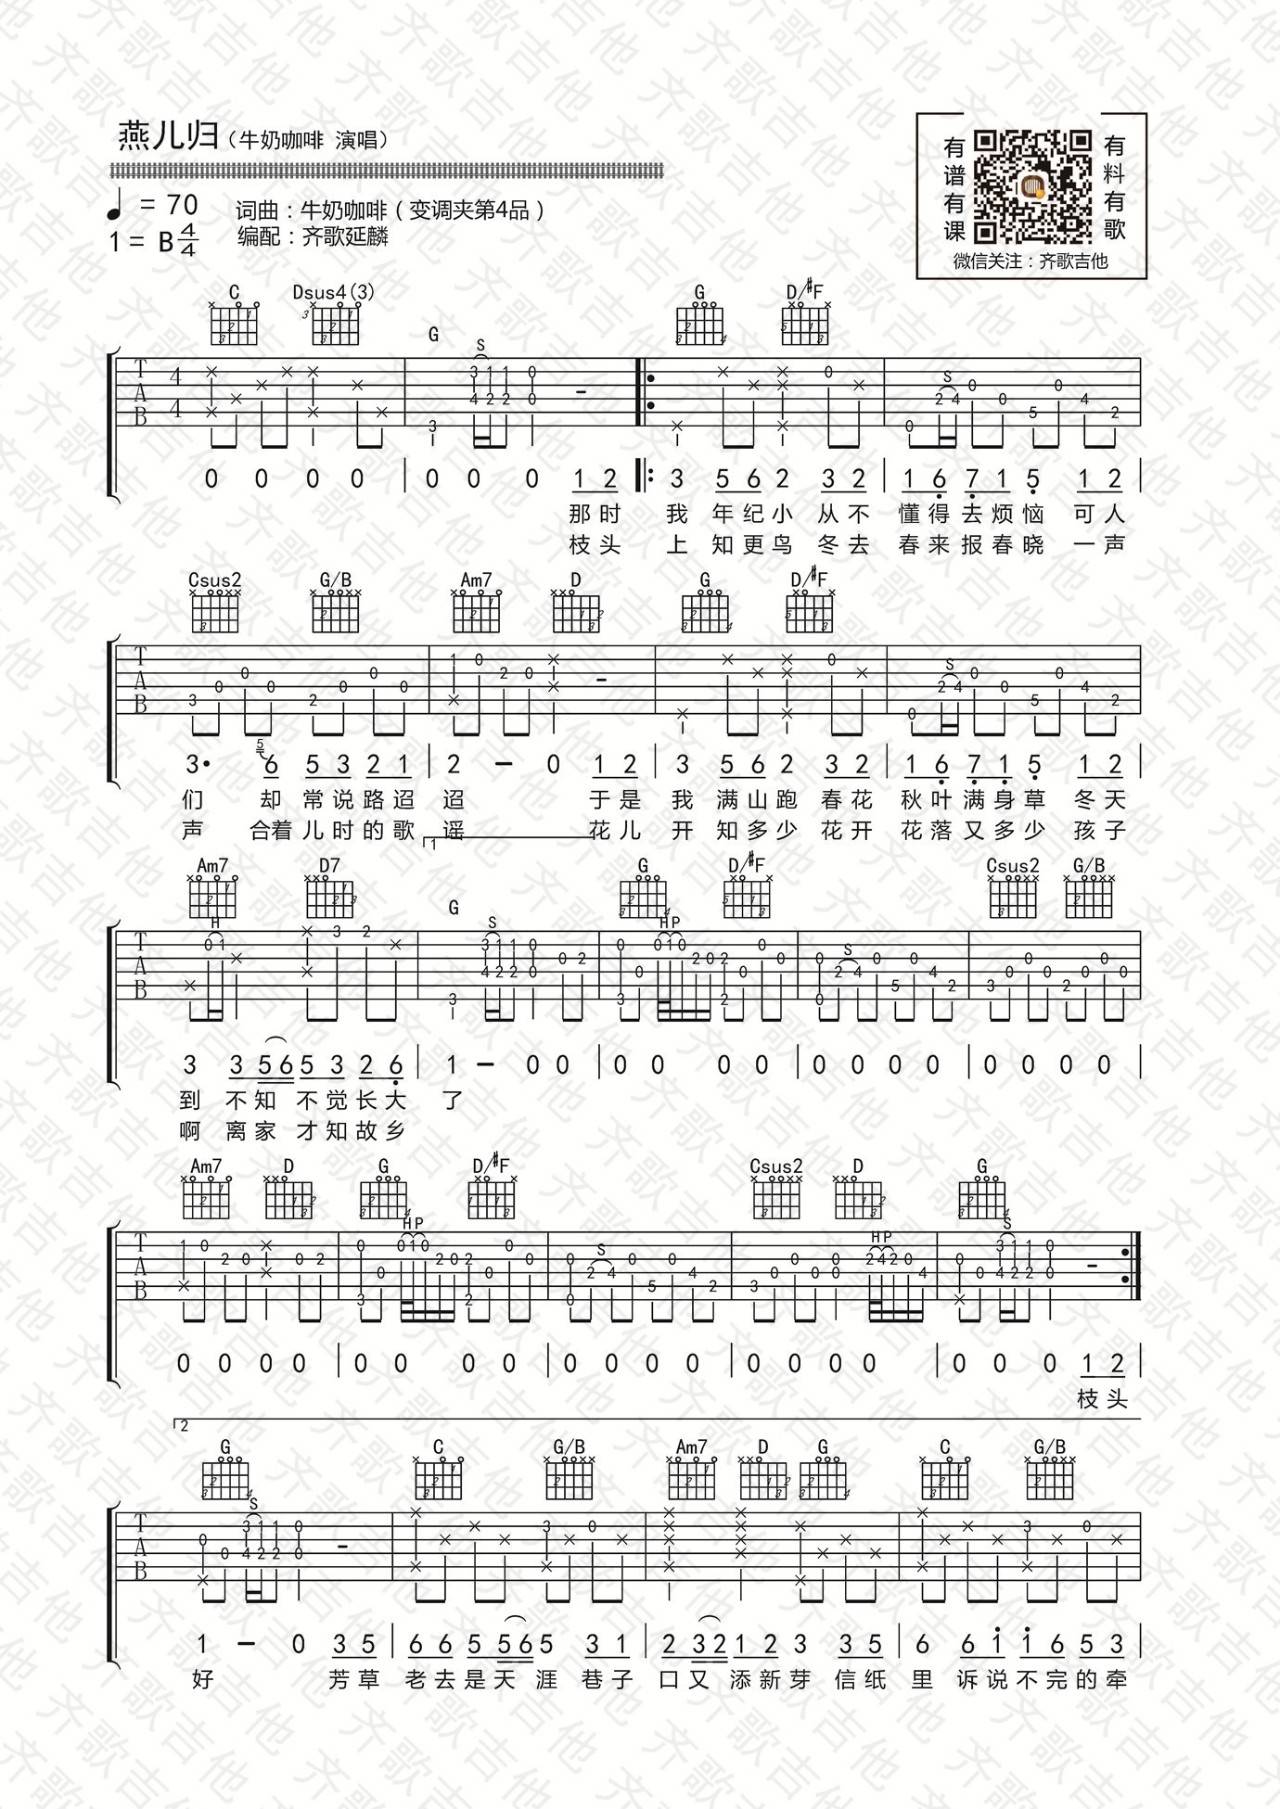 燕儿归（牛奶咖啡 演唱）
= 70
1 = B 4/4
词曲：牛奶咖啡（变调夹第4品）
编配：齐歌延麟
有谱有课
有料有歌
微信关注：齐歌吉他
C Dsus4(3) G G D/#F
0 0 0 0 | 0 0 0 1 2 |: 3 5 6 2 3 2 | 1 6 7 1 5 1 2 |
那时 我 年纪小 从不 懂得去烦恼 可人
枝头 上 知更鸟 冬去 春来报春晓 一声
Csus2 G/B Am7 D G D/#F
3· 6 5 3 2 1 | 2 – 0 1 2 | 3 5 6 2 3 2 | 1 6 7 1 5 1 2 |
们 却常说路迢 迢 于是 我 满山跑 春花 秋叶满身草 冬天
声 合着儿时的歌 谣 花儿 开 知多少 花开 花落又多少 孩子
1
Am7 D7 G G D/#F Csus2 G/B
3 3 5 6 5 3 2 6 | 1 – 0 0 | 0 0 0 0 | 0 0 0 0 | 0 0 0 0 |
到 不知 不觉长大 了
啊 离家 才知故乡
Am7 D G D/#F Csus2 D G
0 0 0 0 | 0 0 0 0 | 0 0 0 0 | 0 0 0 0 | 0 0 0 1 2
枝头
2
G C G/B Am7 D G C G/B
1 – 0 3 5 | 6 6 5 5 6 5 3 1 | 2 3 2 1 2 3 3 5 | 6 6 1 1 6 5 3 |
好 芳草 老去是天 涯 巷子 口又 添新芽 信纸 里 诉说不完的牵